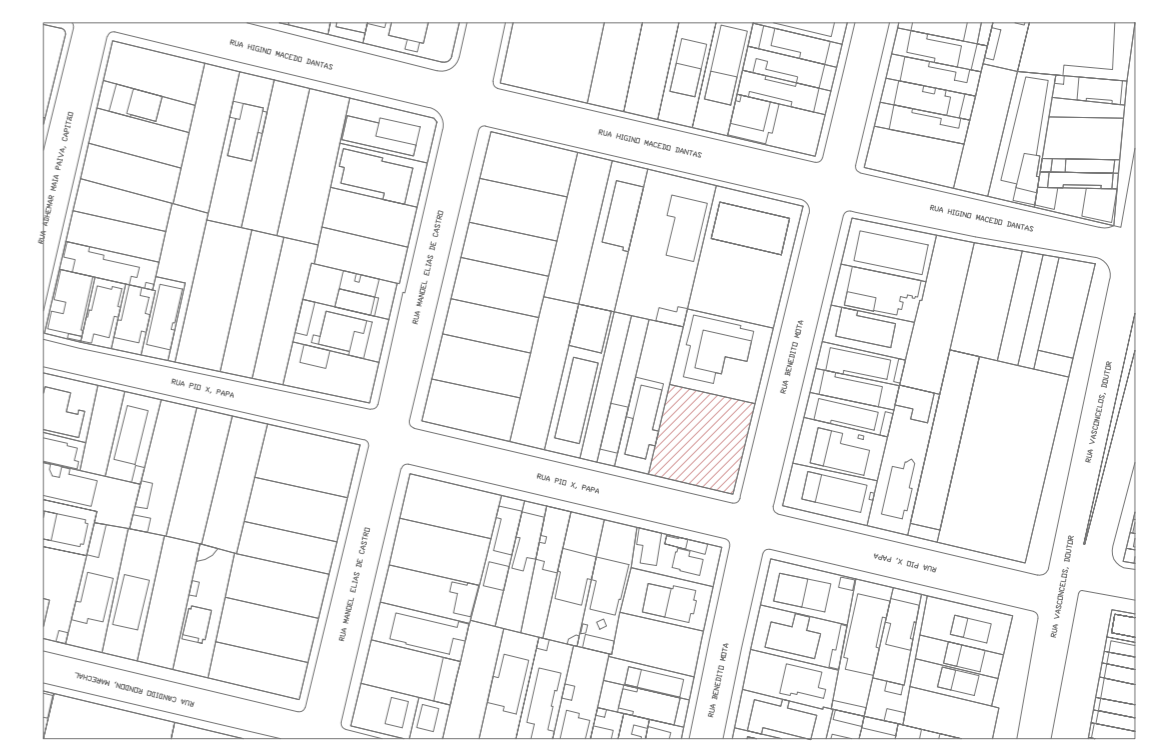 RUA HIGINO MACEDO DANTAS
RUA HIGINO MACEDO DANTAS
RUA ADHEMAR MAIA PAIVA, CAPITAO
RUA HIGINO MACEDO DANTAS
RUA MANOEL ELIAS DE CASTRO
RUA BENEDITO MOTA
RUA PIO X, PAPA
RUA VASCONCELOS, DOUTOR
RUA PIO X, PAPA
RUA PIO X, PAPA
RUA MANOEL ELIAS DE CASTRO
RUA VASCONCELOS, DOUTOR
RUA BENEDITO MOTA
RUA CANDIDO RONDON, MARECHAL